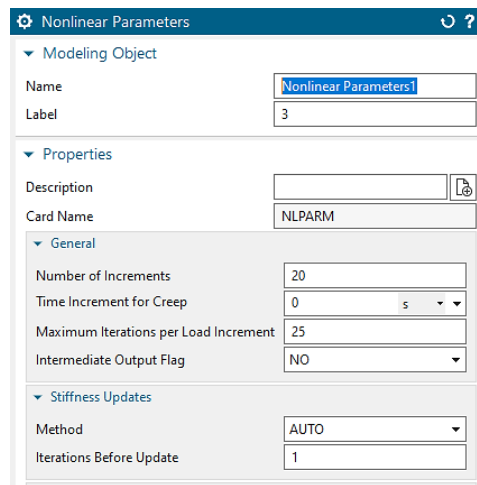 Nonlinear Parameters ?
Modeling Object
Name Nonlinear Parameters1
Label 3
Properties
Description
Card Name NLPARM
General
Number of Increments 20
Time Increment for Creep 0 s
Maximum Iterations per Load Increment 25
Intermediate Output Flag NO
Stiffness Updates
Method AUTO
Iterations Before Update 1